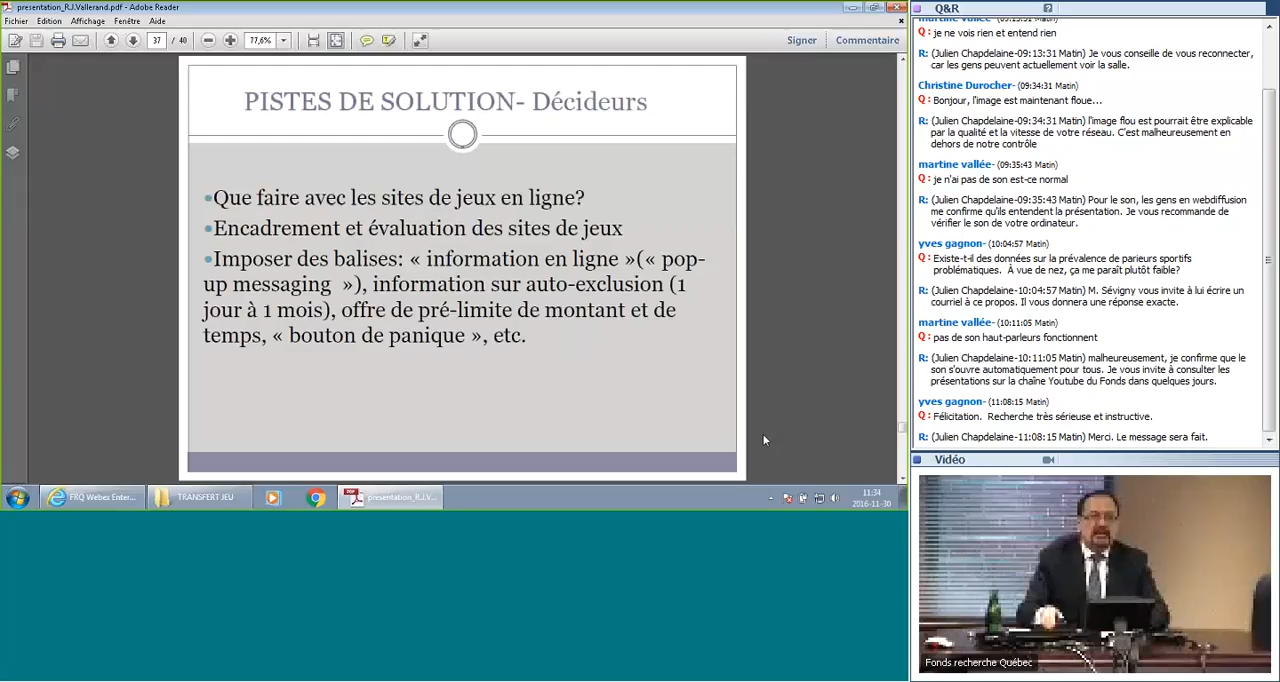 presentation_R.J.Vallerand.pdf - Adobe Reader
Fichier Edition Affichage Fenêtre Aide
37 / 40 77,6% Signer Commentaire
PISTES DE SOLUTION- Décideurs
•Que faire avec les sites de jeux en ligne?
•Encadrement et évaluation des sites de jeux
•Imposer des balises: « information en ligne »(« pop-
up messaging »), information sur auto-exclusion (1
jour à 1 mois), offre de pré-limite de montant et de
temps, « bouton de panique », etc.
FRQ Webex Enter... TRANSFERT JEU presentation_R.J.V...
11:34
2016-11-30
Q&R
martine vallée- (09:13:31 Matin)
Q: je ne vois rien et entend rien
R: (Julien Chapdelaine-09:13:31 Matin) Je vous conseille de vous reconnecter,
car les gens peuvent actuellement voir la salle.
Christine Durocher- (09:34:31 Matin)
Q: Bonjour, l'image est maintenant floue...
R: (Julien Chapdelaine-09:34:31 Matin) l'image flou est pourrait être explicable
par la qualité et la vitesse de votre réseau. C'est malheureusement en
dehors de notre contrôle
martine vallée- (09:35:43 Matin)
Q: je n'ai pas de son est-ce normal
R: (Julien Chapdelaine-09:35:43 Matin) Pour le son, les gens en webdiffusion
me confirme qu'ils entendent la présentation. Je vous recommande de
vérifier le son de votre ordinateur.
yves gagnon- (10:04:57 Matin)
Q: Existe-t-il des données sur la prévalence de parieurs sportifs
problématiques. À vue de nez, ça me paraît plutôt faible?
R: (Julien Chapdelaine-10:04:57 Matin) M. Sévigny vous invite à lui écrire un
courriel à ce propos. Il vous donnera une réponse exacte.
martine vallée- (10:11:05 Matin)
Q: pas de son haut-parleurs fonctionnent
R: (Julien Chapdelaine-10:11:05 Matin) malheureusement, je confirme que le
son s'ouvre automatiquement pour tous. Je vous invite à consulter les
présentations sur la chaîne Youtube du Fonds dans quelques jours.
yves gagnon- (11:08:15 Matin)
Q: Félicitation. Recherche très sérieuse et instructive.
R: (Julien Chapdelaine-11:08:15 Matin) Merci. Le message sera fait.
Vidéo
Fonds recherche Québec